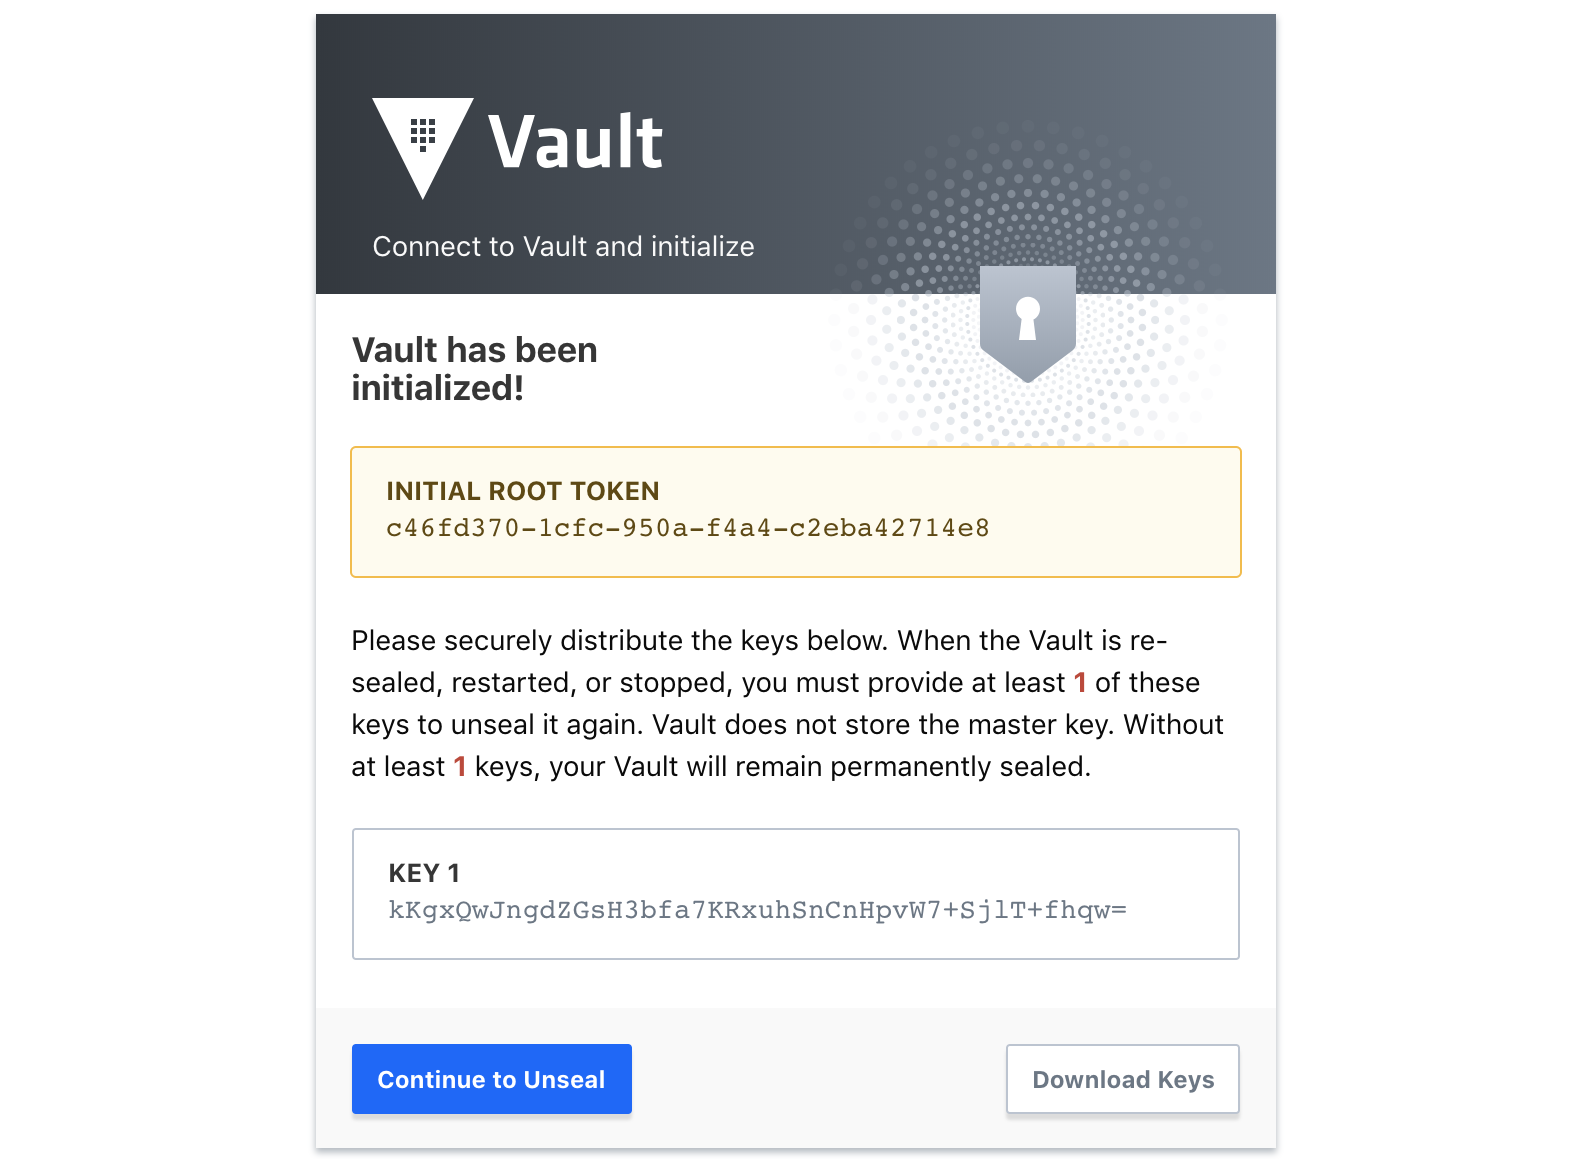 Vault
Connect to Vault and initialize
Vault has been
initialized!
INITIAL ROOT TOKEN
c46fd370-1cfc-950a-f4a4-c2eba42714e8
Please securely distribute the keys below. When the Vault is re-
sealed, restarted, or stopped, you must provide at least 1 of these
keys to unseal it again. Vault does not store the master key. Without
at least 1 keys, your Vault will remain permanently sealed.
KEY 1
kKgxQwJngdZGsH3bfa7KRxuhSnCnHpvW7+SjlT+fhqw=
Continue to Unseal
Download Keys